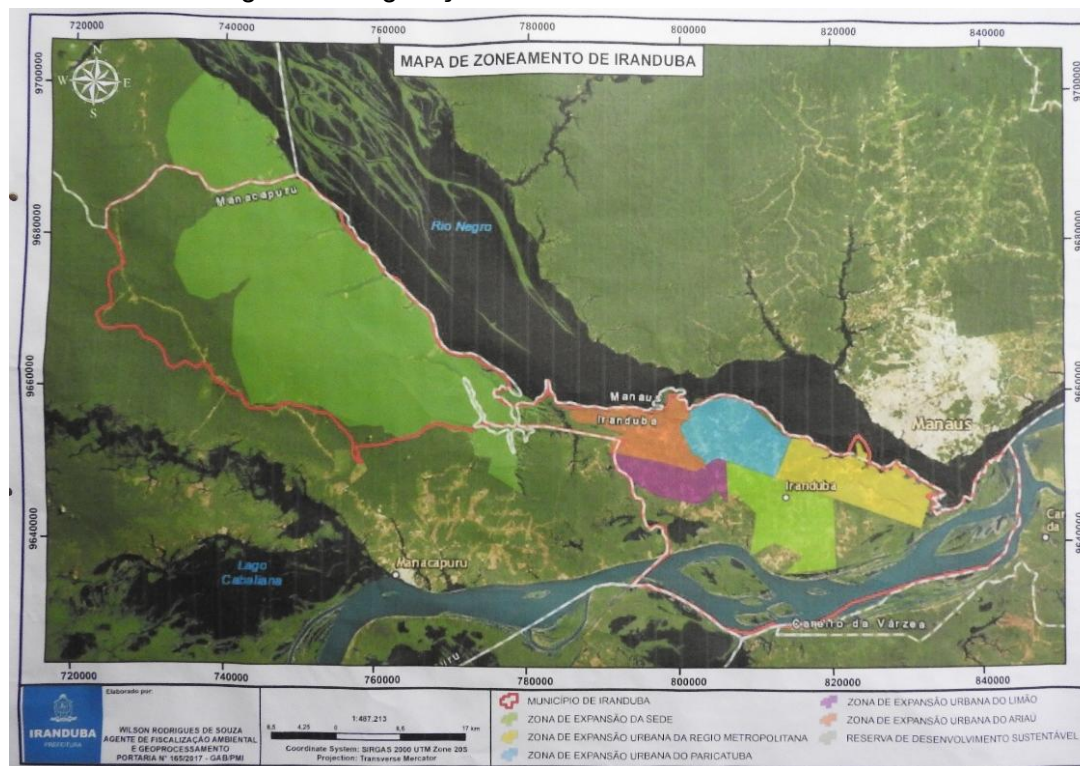 720000 740000 760000 780000 800000 820000 840000
MAPA DE ZONEAMENTO DE IRANDUBA
N
W E
S
9700000
9700000
Manacapuru
Rio Negro
9680000
9680000
9660000
9660000
Manaus
Iranduba
Manaus
Iranduba
9640000
9640000
Lago
Cabaliana
Manacapuru
Careiro da Várzea
720000 740000 760000 780000 800000 820000 840000
IRANDUBA
PREFEITURA
Elaborado por:
WILSON RODRIGUES DE SOUZA
AGENTE DE FISCALIZAÇÃO AMBIENTAL
E GEOPROCESSAMENTO
PORTARIA N° 165/2017 - GAB/PMI
1:487.213
8,5 4,25 0 8,5 17 km
Coordinate System: SIRGAS 2000 UTM Zone 20S
Projection: Transverse Mercator
MUNICÍPIO DE IRANDUBA
ZONA DE EXPANSÃO DA SEDE
ZONA DE EXPANSÃO URBANA DA REGIO METROPOLITANA
ZONA DE EXPANSÃO URBANA DO PARICATUBA
ZONA DE EXPANSÃO URBANA DO LIMÃO
ZONA DE EXPANSÃO URBANA DO ARIAÚ
RESERVA DE DESENVOLVIMENTO SUSTENTÁVEL